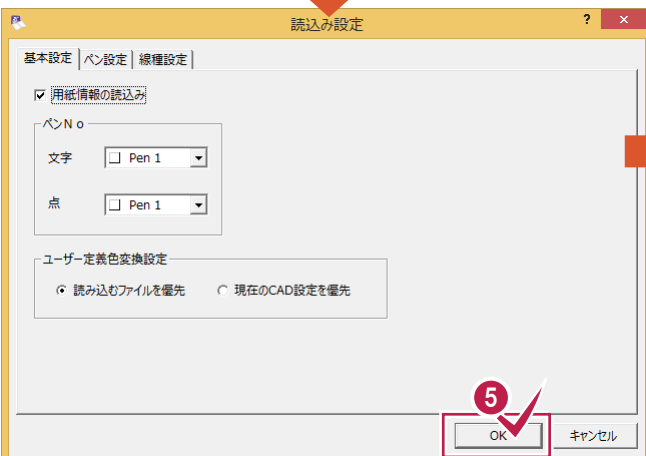 読込み設定
?
×
基本設定 ペン設定 線種設定
用紙情報の読込み
ペンNo
文字 Pen 1
点 Pen 1
ユーザー定義色変換設定
読み込むファイルを優先 現在のCAD設定を優先
5
OK キャンセル